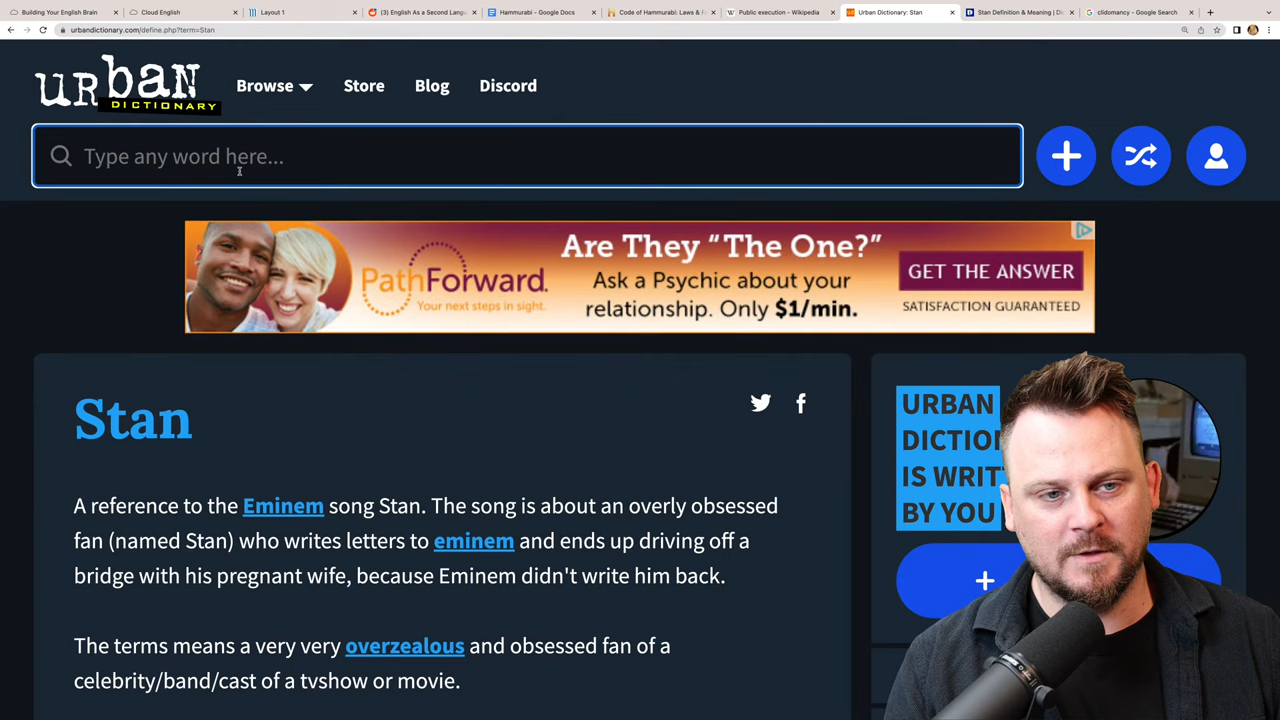 Building Your English Brain
Cloud English
Layout 1
(3) English As a Second Lang
Hammurabi - Google Docs
Code of Hammurabi: Laws & F
Public execution - Wikipedia
Urban Dictionary: Stan
Stan Definition & Meaning | Di
clidomancy - Google Search
urbandictionary.com/define.php?term=Stan
urban
DICTIONARY
Browse
Store
Blog
Discord
Type any word here...
Are They “The One?”
PathForward.
Your next steps in sight.
Ask a Psychic about your
relationship. Only $1/min.
GET THE ANSWER
SATISFACTION GUARANTEED
Stan
A reference to the Eminem song Stan. The song is about an overly obsessed
fan (named Stan) who writes letters to eminem and ends up driving off a
bridge with his pregnant wife, because Eminem didn't write him back.
The terms means a very very overzealous and obsessed fan of a
celebrity/band/cast of a tvshow or movie.
URBAN
DICTION
IS WRIT
BY YOU